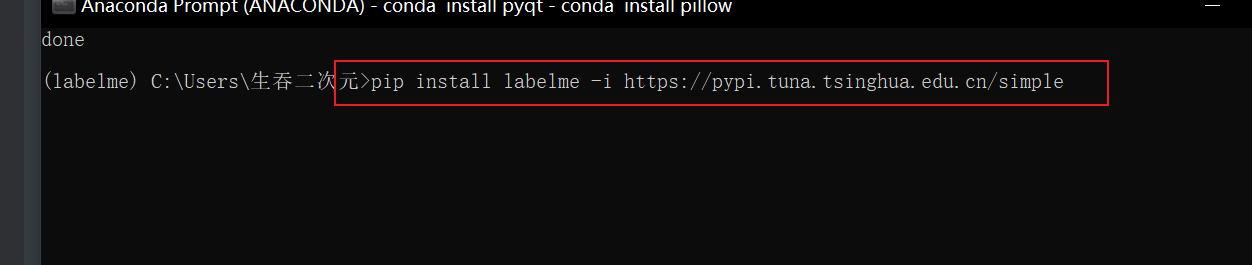 Anaconda Prompt (ANACONDA) - conda  install pyqt - conda  install pillow
done
(labelme) C:\Users\生吞二次元>pip install labelme -i https://pypi.tuna.tsinghua.edu.cn/simple